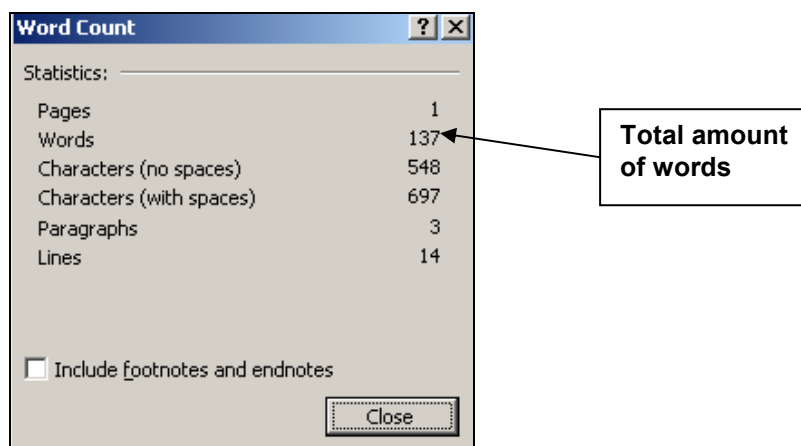 Word Count
? X
Statistics:
Pages 1
Words 137
Characters (no spaces) 548
Characters (with spaces) 697
Paragraphs 3
Lines 14
Include footnotes and endnotes
Close
Total amount
of words